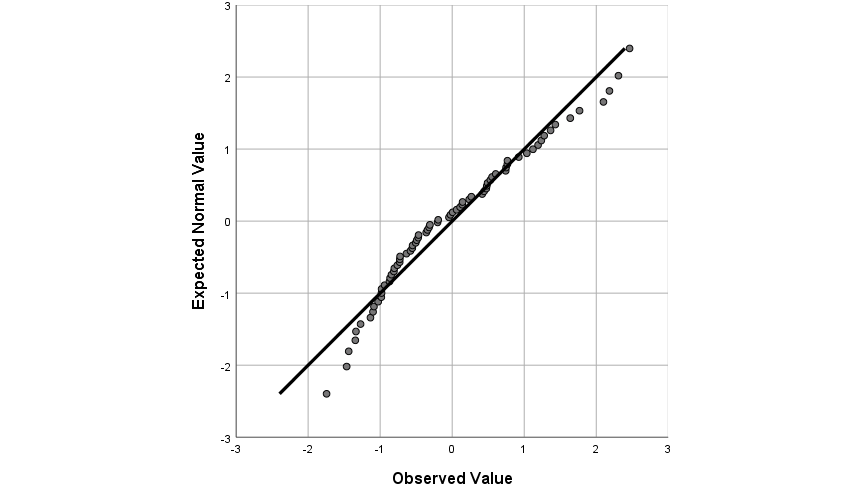 3
2
1
0
-1
-2
-3
Expected Normal Value
-3 -2 -1 0 1 2 3
Observed Value